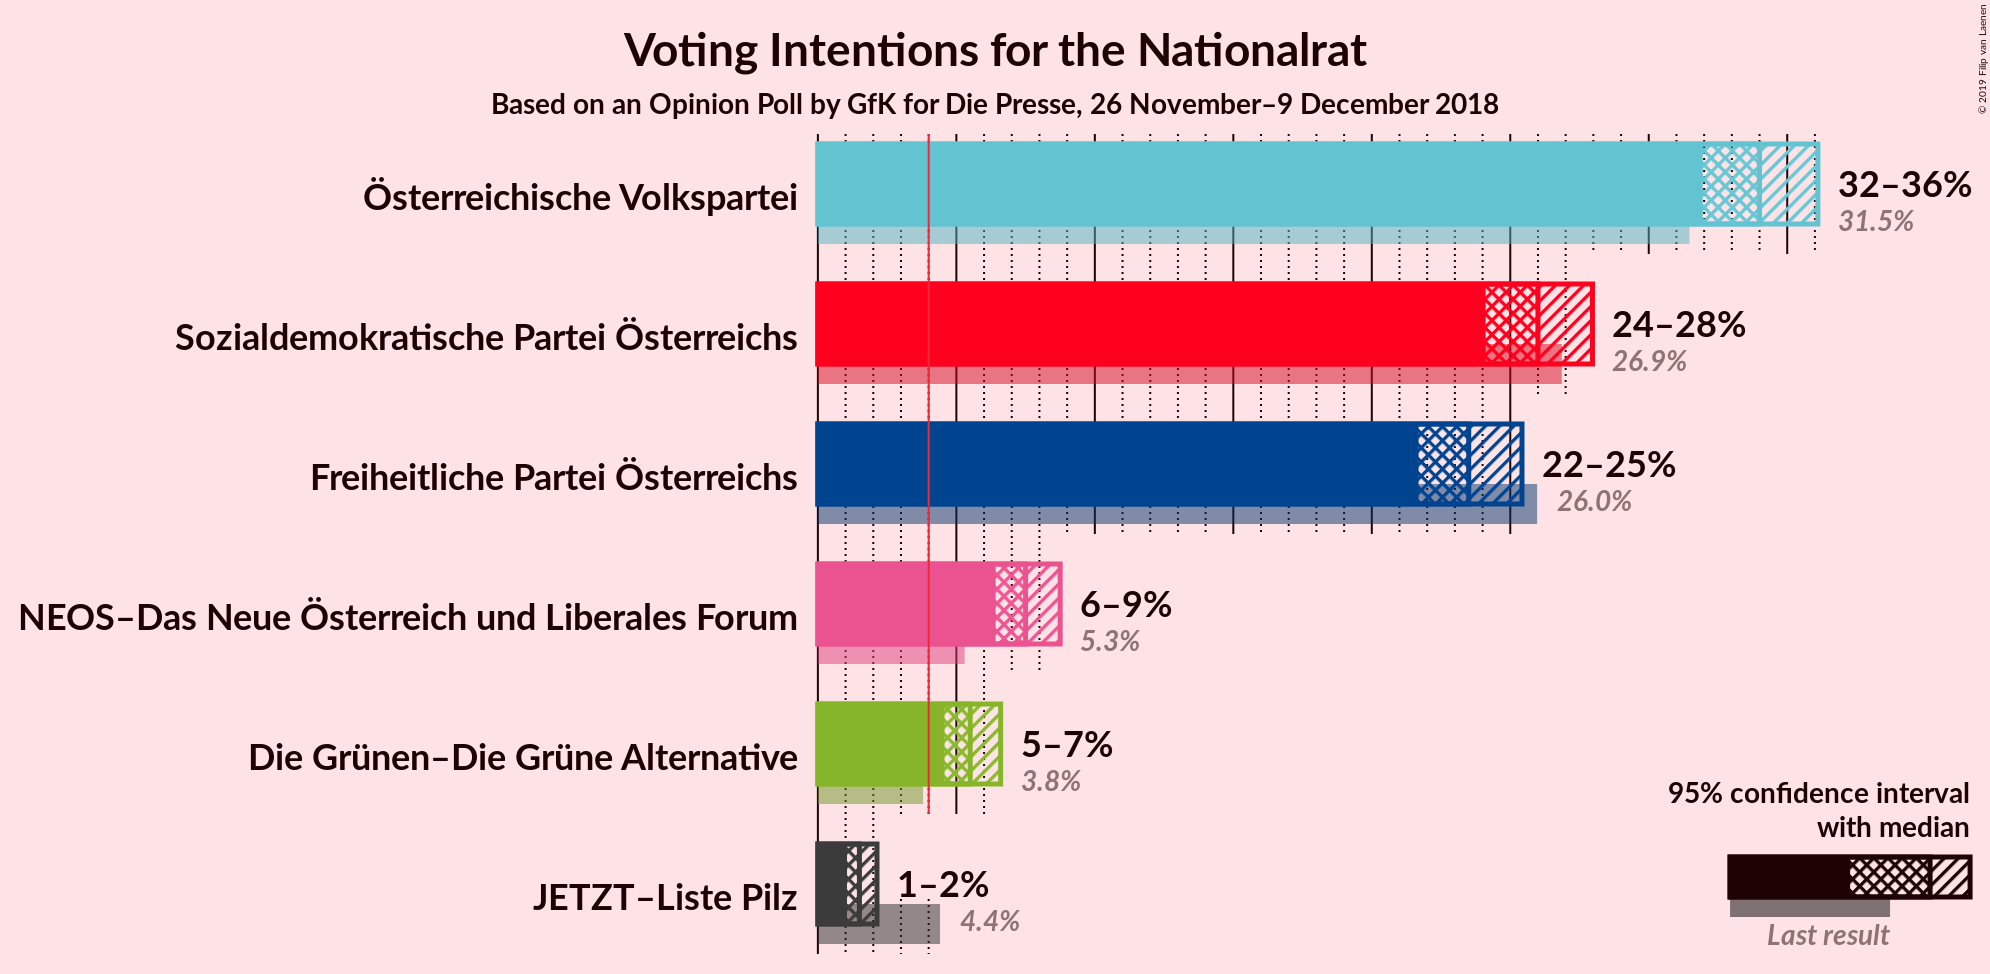 Voting Intentions for the Nationalrat
Based on an Opinion Poll by GfK for Die Presse, 26 November–9 December 2018
© 2019 Filip van Laenen
Österreichische Volkspartei
32–36%
31.5%
Sozialdemokratische Partei Österreichs
24–28%
26.9%
Freiheitliche Partei Österreichs
22–25%
26.0%
NEOS–Das Neue Österreich und Liberales Forum
6–9%
5.3%
Die Grünen–Die Grüne Alternative
5–7%
3.8%
JETZT–Liste Pilz
1–2%
4.4%
95% confidence interval
with median
Last result